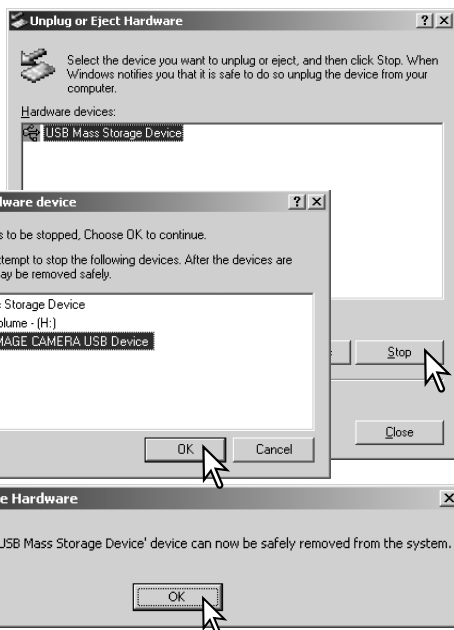 Unplug or Eject Hardware
Select the device you want to unplug or eject, and then click Stop. When
Windows notifies you that it is safe to do so unplug the device from your
computer.
Hardware devices:
USB Mass Storage Device
Stop
Close
dware device
s to be stopped, Choose OK to continue.
ttempt to stop the following devices. After the devices are
ay be removed safely.
Storage Device
olume - (H:)
MAGE CAMERA USB Device
OK
Cancel
e Hardware
USB Mass Storage Device' device can now be safely removed from the system.
OK